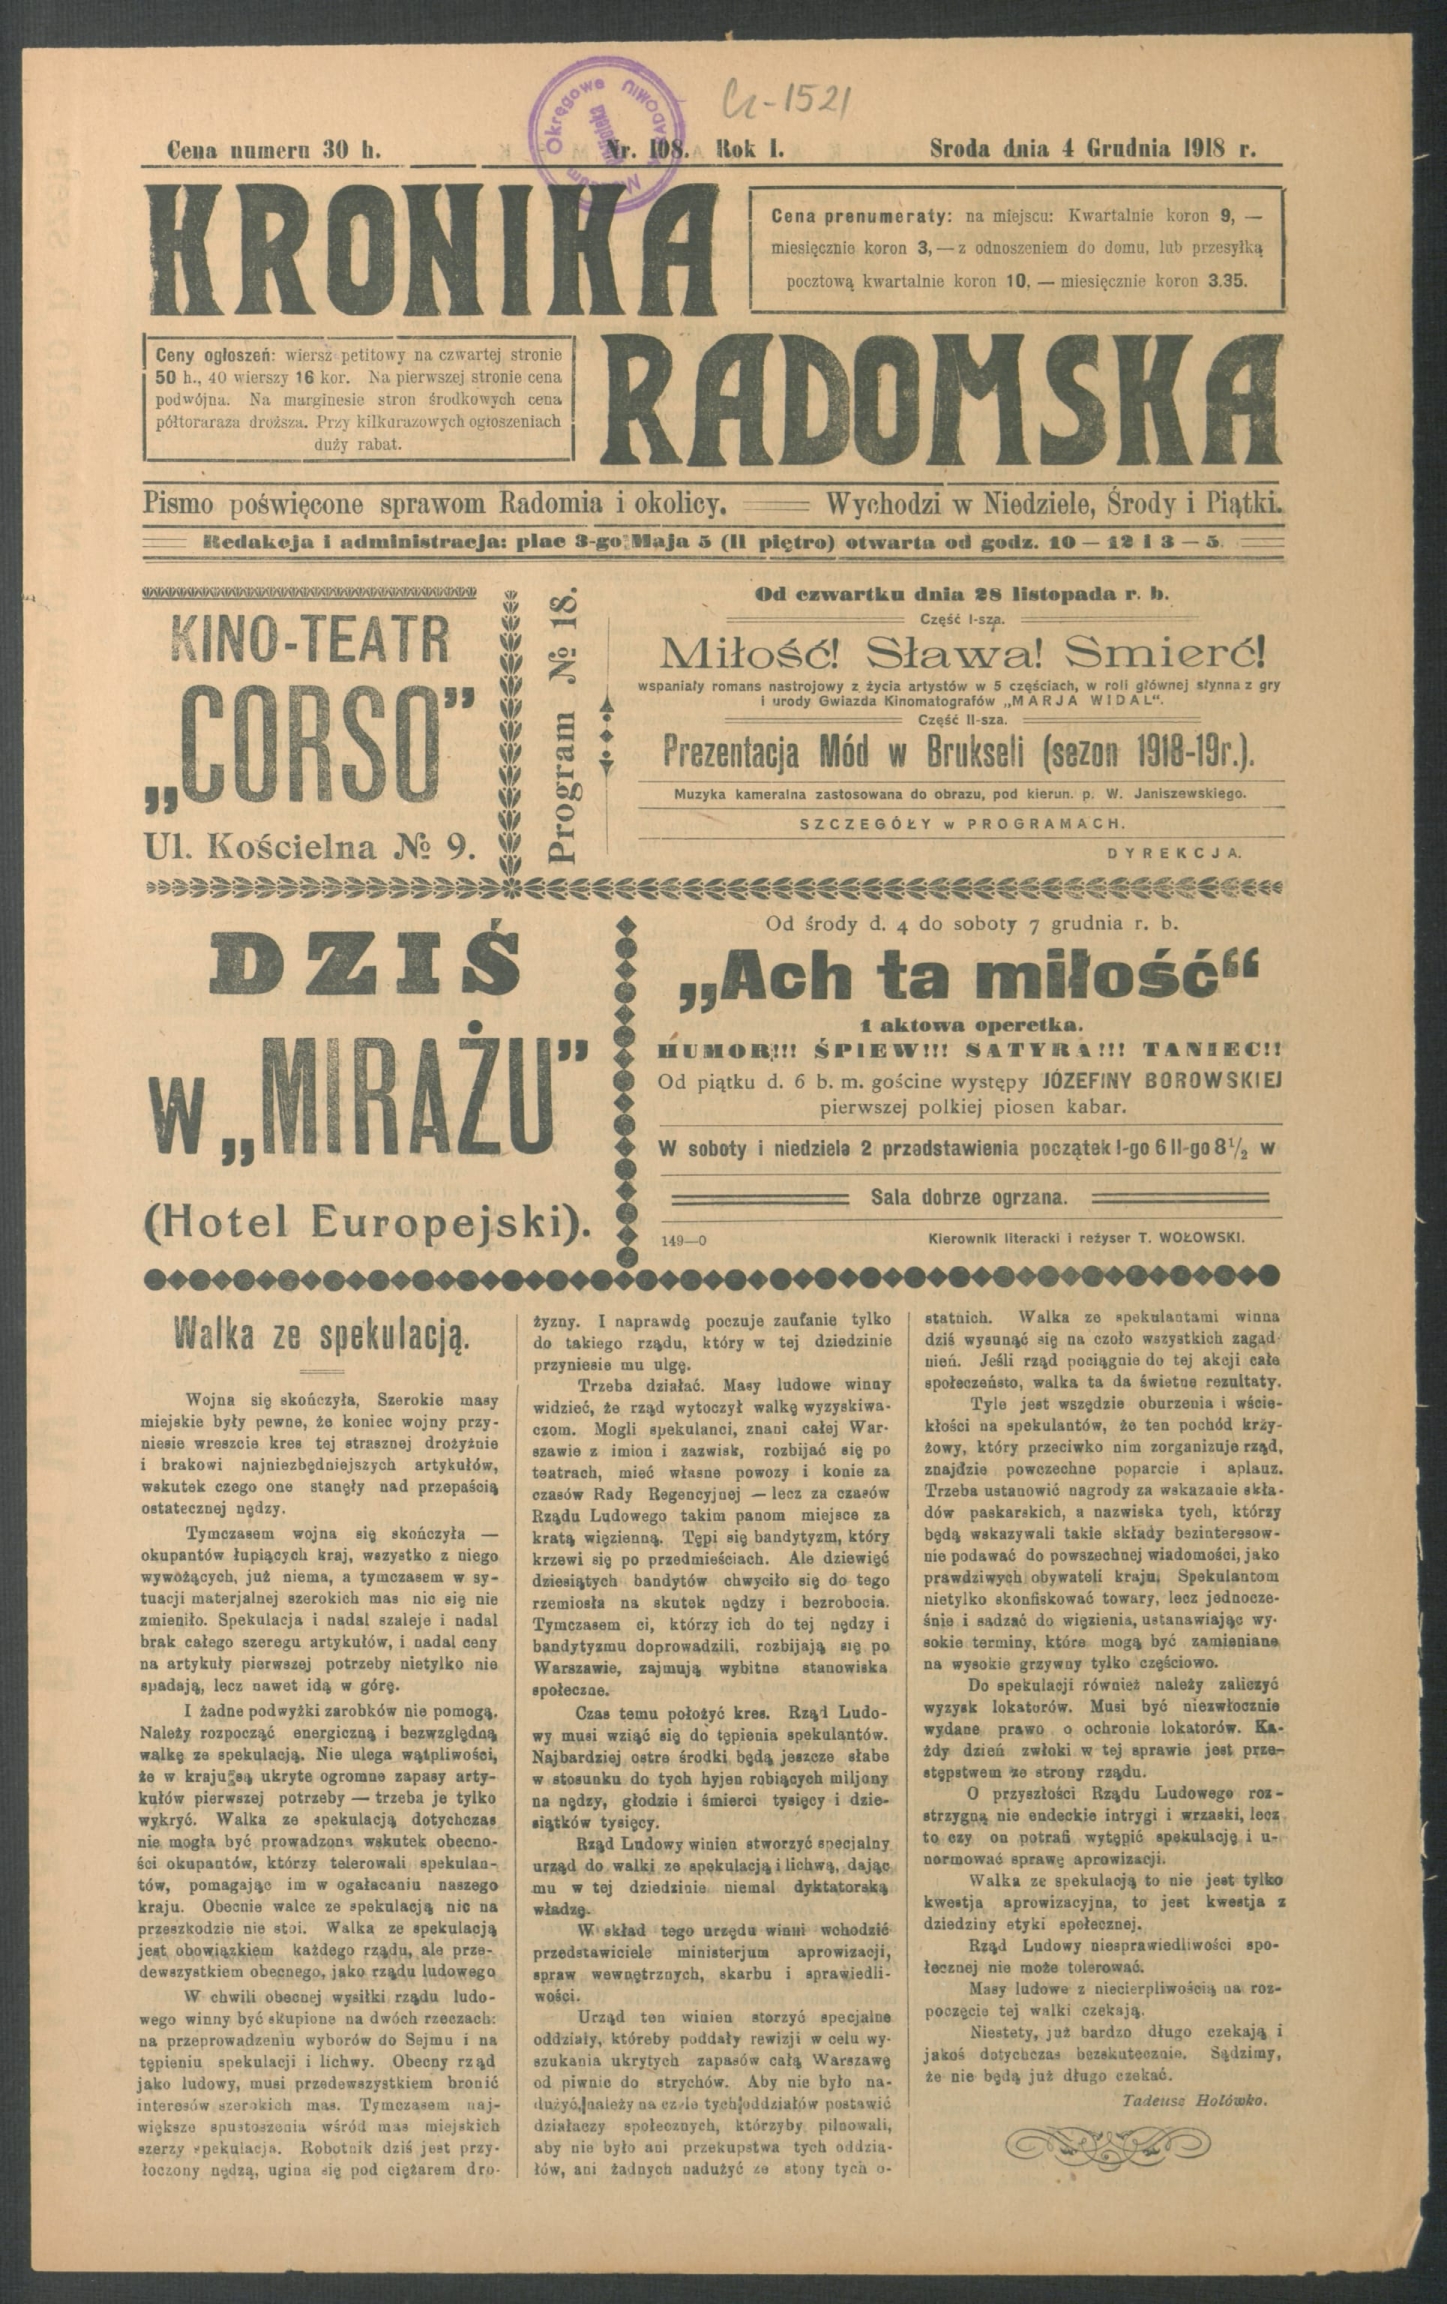 Cr-1521
Cena numeru 30 h.
Nr. 108. Rok I.
Sroda dnia 4 Grudnia 1918 r.
KRONIKA
Cena prenumeraty: na miejscu: Kwartalnie koron 9, —
miesięcznie koron 3, — z odnoszeniem do domu, lub przesyłką
pocztową kwartalnie koron 10, — miesięcznie koron 3.35.
Ceny ogłoszeń: wiersz petitowy na czwartej stronie
50 h., 40 wierszy 16 kor. Na pierwszej stronie cena
podwójna. Na marginesie stron środkowych cena
półtoraraza droższa. Przy kilkurazowych ogłoszeniach
duży rabat.
RADOMSKA
Pismo poświęcone sprawom Radomia i okolicy. Wychodzi w Niedziele, Środy i Piątki.
Redakcja i administracja: plac 3-go Maja 5 (II piętro) otwarta od godz. 10 — 12 i 3 — 5.
KINO-TEATR
„CORSO”
Ul. Kościelna № 9.
Program № 18.
Od czwartku dnia 28 listopada r. b.
Część I-sza.
Miłość! Sława! Smierć!
wspaniały romans nastrojowy z życia artystów w 5 częściach, w roli głównej słynna z gry
i urody Gwiazda Kinomatografów „MARJA WIDAL“.
Część II-sza.
Prezentacja Mód w Brukseli (sezon 1918-19r.).
Muzyka kameralna zastosowana do obrazu, pod kierun. p. W. Janiszewskiego.
SZCZEGÓŁY w PROGRAMACH.
DYREKCJA.
DZIŚ
w „MIRAŻU”
(Hotel Europejski).
Od środy d. 4 do soboty 7 grudnia r. b.
„Ach ta miłość“
1 aktowa operetka.
HUMOR!!! ŚPIEW!!! SATYRA!!! TANIEC!!
Od piątku d. 6 b. m. gościne występy JÓZEFINY BOROWSKIEJ
pierwszej polkiej piosen kabar.
W soboty i niedziele 2 przedstawienia początek I-go 6 II-go 8 1/2 w
Sala dobrze ogrzana.
149—0
Kierownik literacki i reżyser T. WOŁOWSKI.
Walka ze spekulacją.
Wojna się skończyła, Szerokie masy
miejskie były pewne, że koniec wojny przy-
niesie wreszcie kres tej strasznej drożyźnie
i brakowi najniezbędniejszych artykułów,
wskutek czego one stanęły nad przepaścią
ostatecznej nędzy.
Tymczasem wojna się skończyła —
okupantów łupiących kraj, wszystko z niego
wywożących, już niema, a tymczasem w sy-
tuacji materjalnej szerokich mas nic się nie
zmieniło. Spekulacja i nadal szaleje i nadal
brak całego szeregu artykułów, i nadal ceny
na artykuły pierwszej potrzeby nietylko nie
spadają, lecz nawet idą w górę.
I żadne podwyżki zarobków nie pomogą.
Należy rozpocząć energiczną i bezwzględną
walkę ze spekulacją. Nie ulega wątpliwości,
że w kraju są ukryte ogromne zapasy arty-
kułów pierwszej potrzeby — trzeba je tylko
wykryć. Walka ze spekulacją dotychczas
nie mogła być prowadzona wskutek obecno-
ści okupantów, którzy telerowali spekulan-
tów, pomagając im w ogałacaniu naszego
kraju. Obecnie walce ze spekulacją nic na
przeszkodzie nie stoi. Walka ze spekulacją
jest obowiązkiem każdego rządu, ale prze-
dewszystkiem obecnego, jako rządu ludowego
W chwili obecnej wysiłki rządu ludo-
wego winny być skupione na dwóch rzeczach:
na przeprowadzeniu wyborów do Sejmu i na
tępieniu spekulacji i lichwy. Obecny rząd
jako ludowy, musi przedewszystkiem bronić
interesów szerokich mas. Tymczasem naj-
większe spustoszenia wśród mas miejskich
szerzy spekulacja. Robotnik dziś jest przy-
łoczony nędzą, ugina się pod ciężarem dro-
żyzny. I naprawdę poczuje zaufanie tylko
do takiego rządu, który w tej dziedzinie
przyniesie mu ulgę.
Trzeba działać. Masy ludowe winny
widzieć, że rząd wytoczył walkę wyzyskiwa-
czom. Mogli spekulanci, znani całej War-
szawie z imion i zazwisk, rozbijać się po
teatrach, mieć własne powozy i konie za
czasów Rady Regencyjnej — lecz za czasów
Rządu Ludowego takim panom miejsce za
kratą więzienną. Tępi się bandytyzm, który
krzewi się po przedmieściach. Ale dziewięć
dziesiątych bandytów chwyciło się do tego
rzemiosła na skutek nędzy i bezrobocia.
Tymczasem ci, którzy ich do tej nędzy i
bandytyzmu doprowadzili, rozbijają się po
Warszawie, zajmują wybitne stanowiska
społeczne.
Czas temu położyć kres. Rząd Ludo-
wy musi wziąć się do tępienia spekulantów.
Najbardziej ostre środki będą jeszcze słabe
w stosunku do tych hyjen robiących miljony
na nędzy, głodzie i śmierci tysięcy i dzie-
siątków tysięcy.
Rząd Ludowy winien stworzyć specjalny
urząd do walki ze spekulacją i lichwą, dając
mu w tej dziedzinie niemal dyktatorską
władzę.
W skład tego urzędu winni wchodzić
przedstawiciele ministerjum aprowizacji,
spraw wewnętrznych, skarbu i sprawiedli-
wości.
Urząd ten winien storzyć specjalne
oddziały, któreby poddały rewizji w celu wy-
szukania ukrytych zapasów całą Warszawę
od piwnic do strychów. Aby nie było na-
dużyć, należy na czele tych oddziałów postawić
działaczy społecznych, którzyby pilnowali,
aby nie było ani przekupstwa tych oddzia-
łów, ani żadnych nadużyć ze stony tych o-
statnich. Walka ze spekulantami winna
dziś wysunąć się na czoło wszystkich zagad-
nień. Jeśli rząd pociągnie do tej akcji całe
społeczeństo, walka ta da świetne rezultaty.
Tyle jest wszędzie oburzenia i wście-
kłości na spekulantów, że ten pochód krzy-
żowy, który przeciwko nim zorganizuje rząd,
znajdzie powczechne poparcie i aplauz.
Trzeba ustanowić nagrody za wskazanie skła-
dów paskarskich, a nazwiska tych, którzy
będą wskazywali takie składy bezinteresow-
nie podawać do powszechnej wiadomości, jako
prawdziwych obywateli kraju. Spekulantom
nietylko skonfiskować towary, lecz jednocze-
śnie i sadzać do więzienia, ustanawiając wy-
sokie terminy, które mogą być zamieniane
na wysokie grzywny tylko częściowo.
Do spekulacji również należy zaliczyć
wyzysk lokatorów. Musi być niezwłocznie
wydane prawo o ochronie lokatorów. Ka-
żdy dzień zwłoki w tej sprawie jest prze-
stępstwem ze strony rządu.
O przyszłości Rządu Ludowego roz-
strzygną nie endeckie intrygi i wrzaski, lecz
to czy on potrafi wytępić spekulację i u-
normować sprawę aprowizacji.
Walka ze spekulacją to nie jest tylko
kwestja aprowizacyjna, to jest kwestja z
dziedziny etyki społecznej.
Rząd Ludowy niesprawiedliwości spo-
łecznej nie może tolerować.
Masy ludowe z niecierpliwością na roz-
poczęcie tej walki czekają.
Niestety, już bardzo długo czekają i
jakoś dotychczas bezskutecznie. Sądzimy,
że nie będą już długo czekać.
Tadeusz Hołówko.